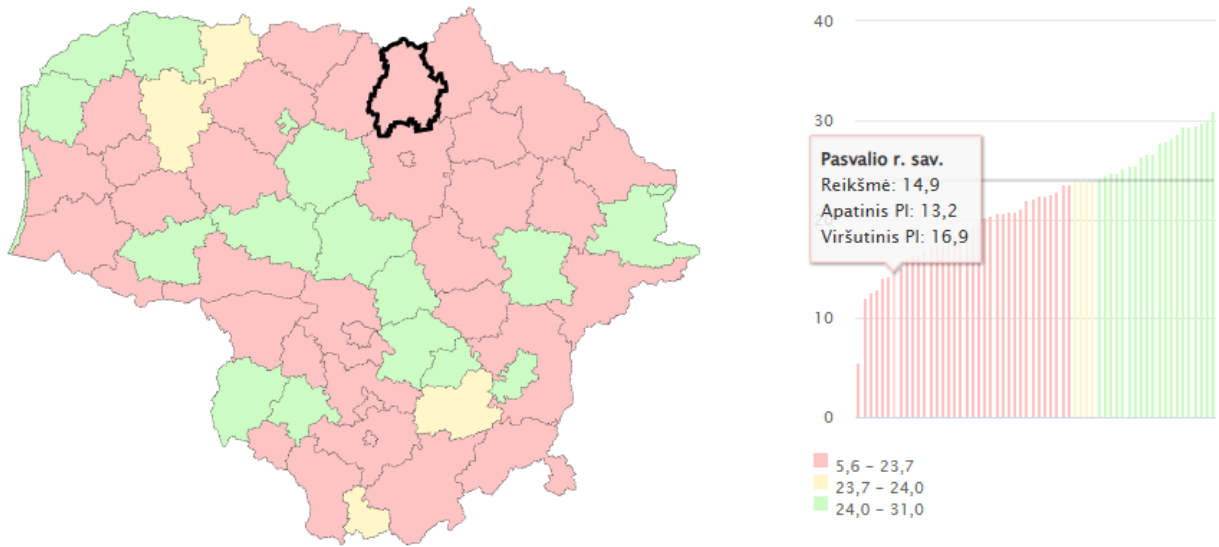 40
30
Pasvalio r. sav.
Reikšmė: 14,9
Apatinis PI: 13,2
20
Viršutinis PI: 16,9
10
0
5,6 – 23,7
23,7 – 24,0
24,0 – 31,0